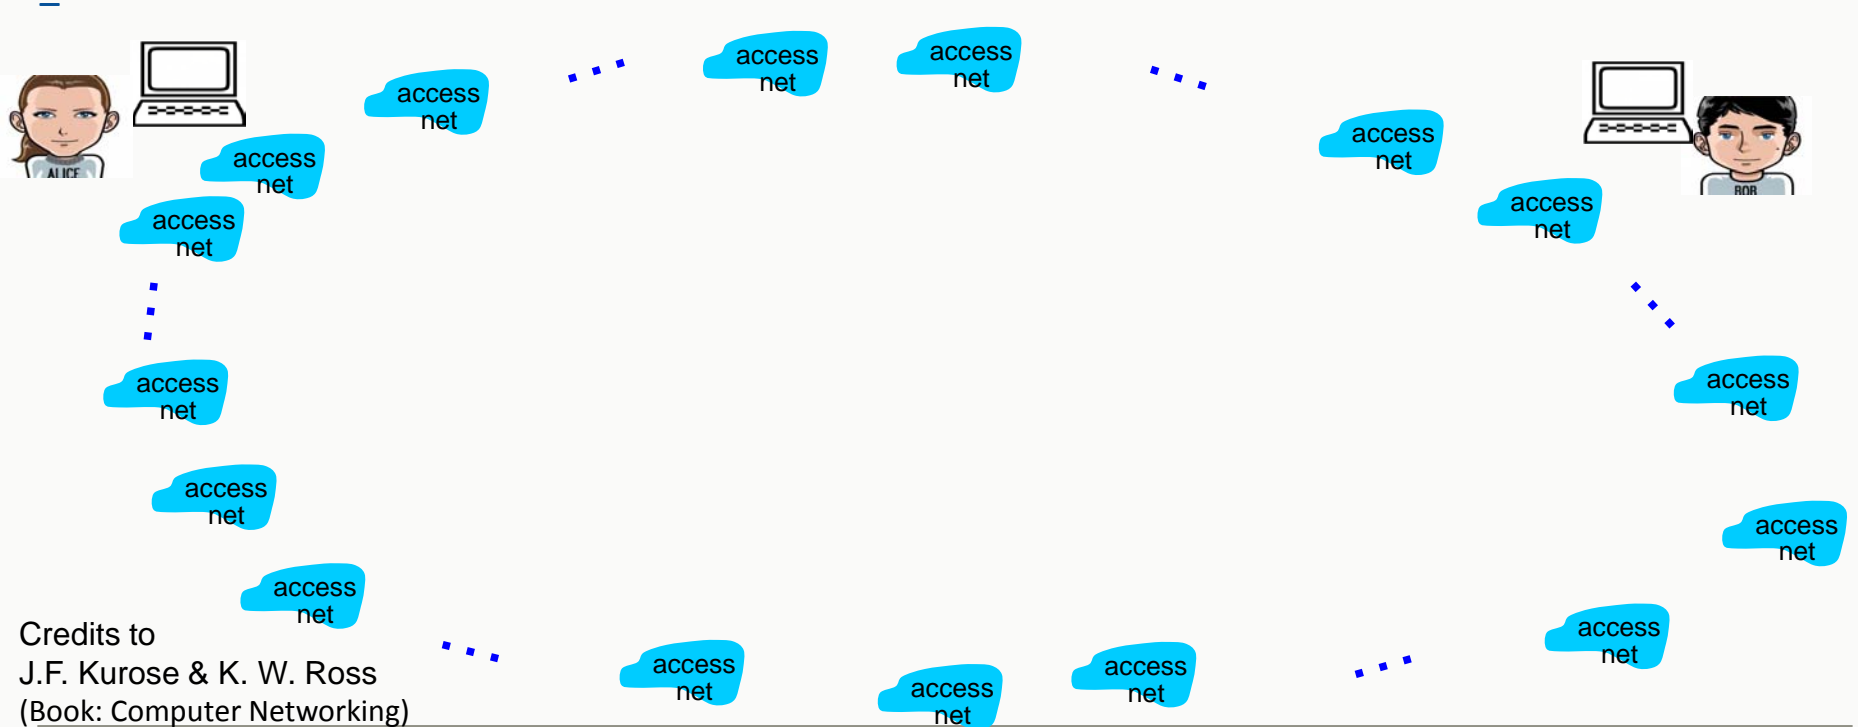 access
net
access
net
access
net
access
net
access
net
ALICE
access
net
BOB
access
net
access
net
access
net
access
net
access
net
access
net
access
net
access
net
access
net
access
net
access
net
Credits to
J.F. Kurose & K. W. Ross
(Book: Computer Networking)